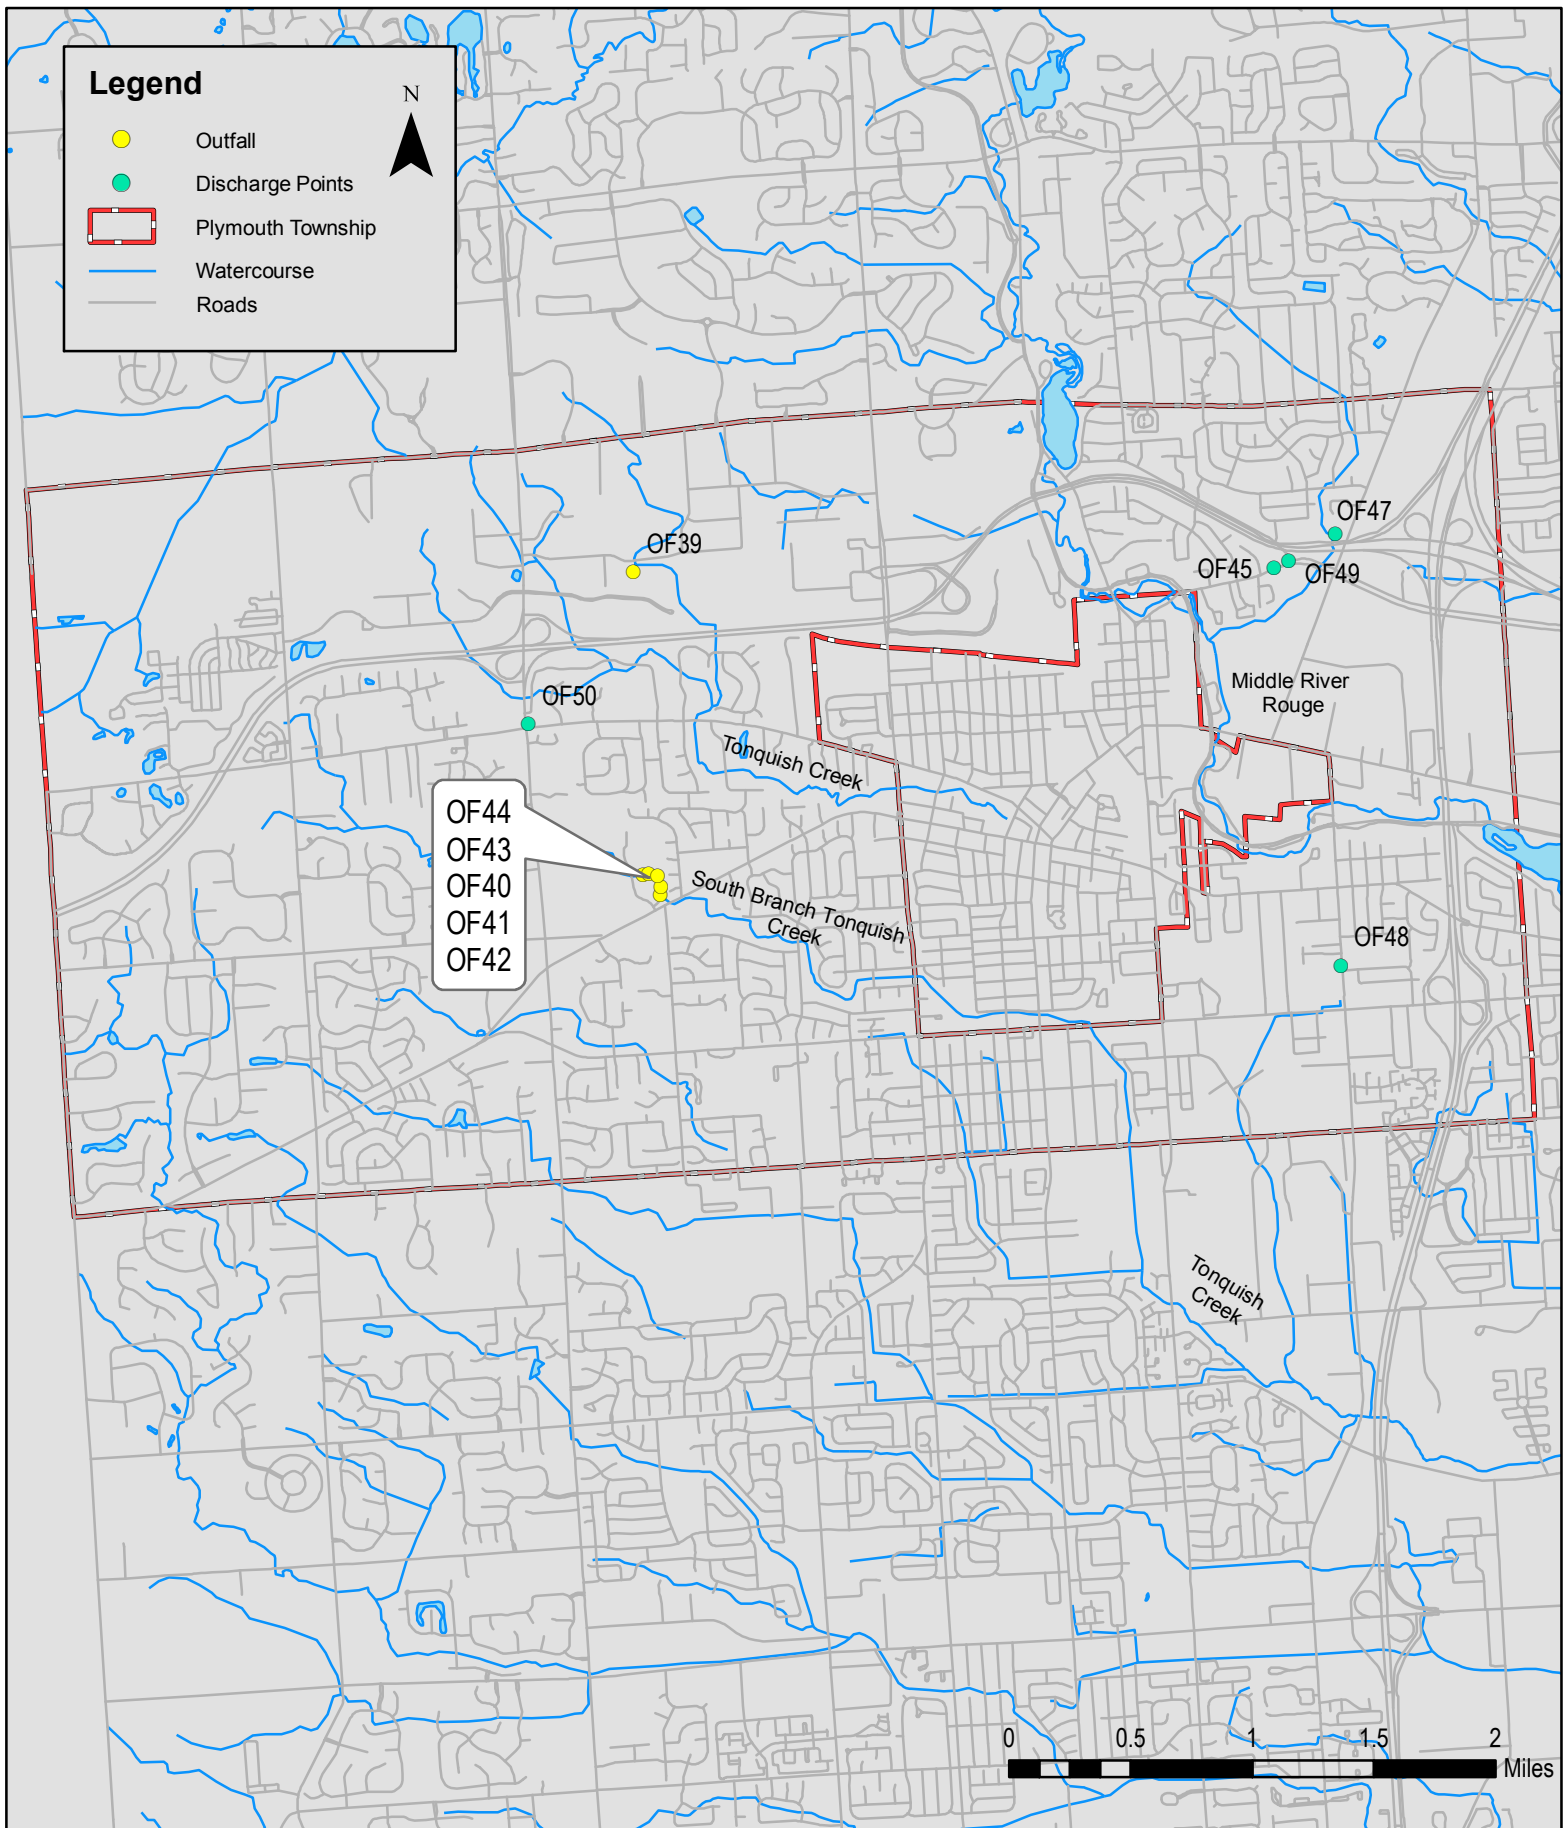 Legend
N
Outfall
Discharge Points
Plymouth Township
Watercourse
Roads
OF47
OF39
OF45
OF49
Middle River
Rouge
OF50
Tonquish Creek
OF44
OF43
OF40
OF41
OF42
South Branch Tonquish
Creek
OF48
Tonquish
Creek
0 0.5 1 1.5 2
Miles